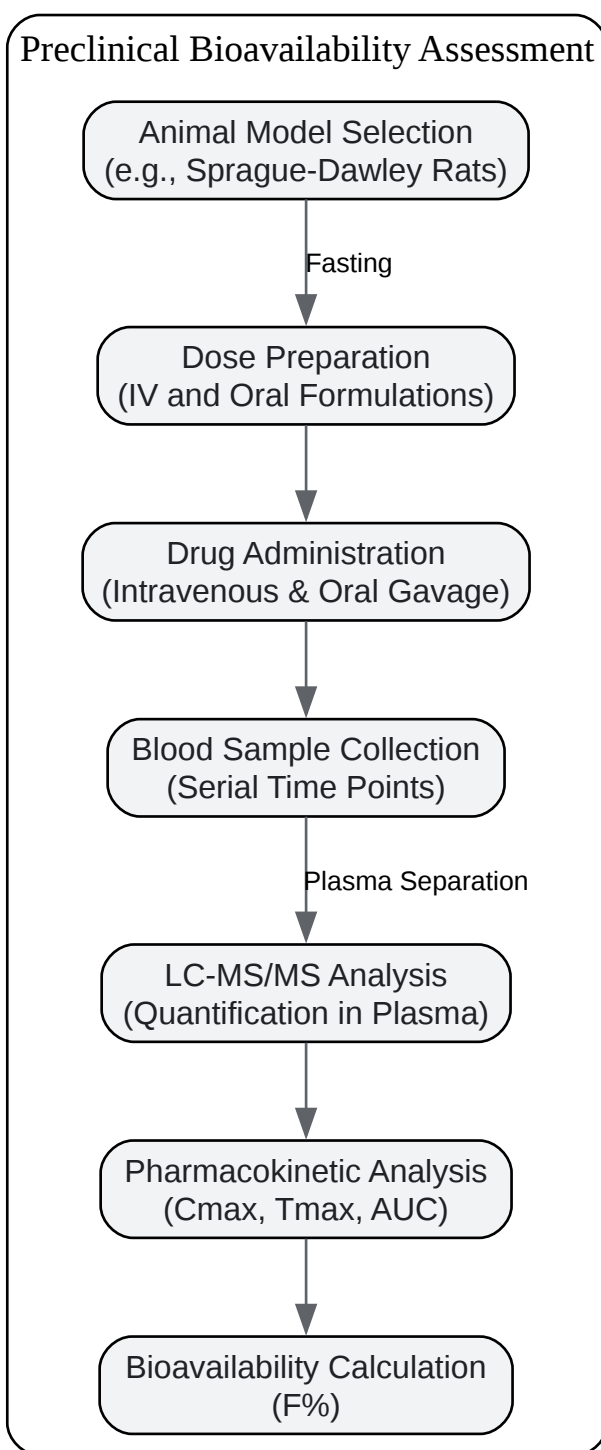 Preclinical Bioavailability Assessment
Animal Model Selection
(e.g., Sprague-Dawley Rats)
Fasting
Dose Preparation
(IV and Oral Formulations)
Drug Administration
(Intravenous & Oral Gavage)
Blood Sample Collection
(Serial Time Points)
Plasma Separation
LC-MS/MS Analysis
(Quantification in Plasma)
Pharmacokinetic Analysis
(Cmax, Tmax, AUC)
Bioavailability Calculation
(F%)